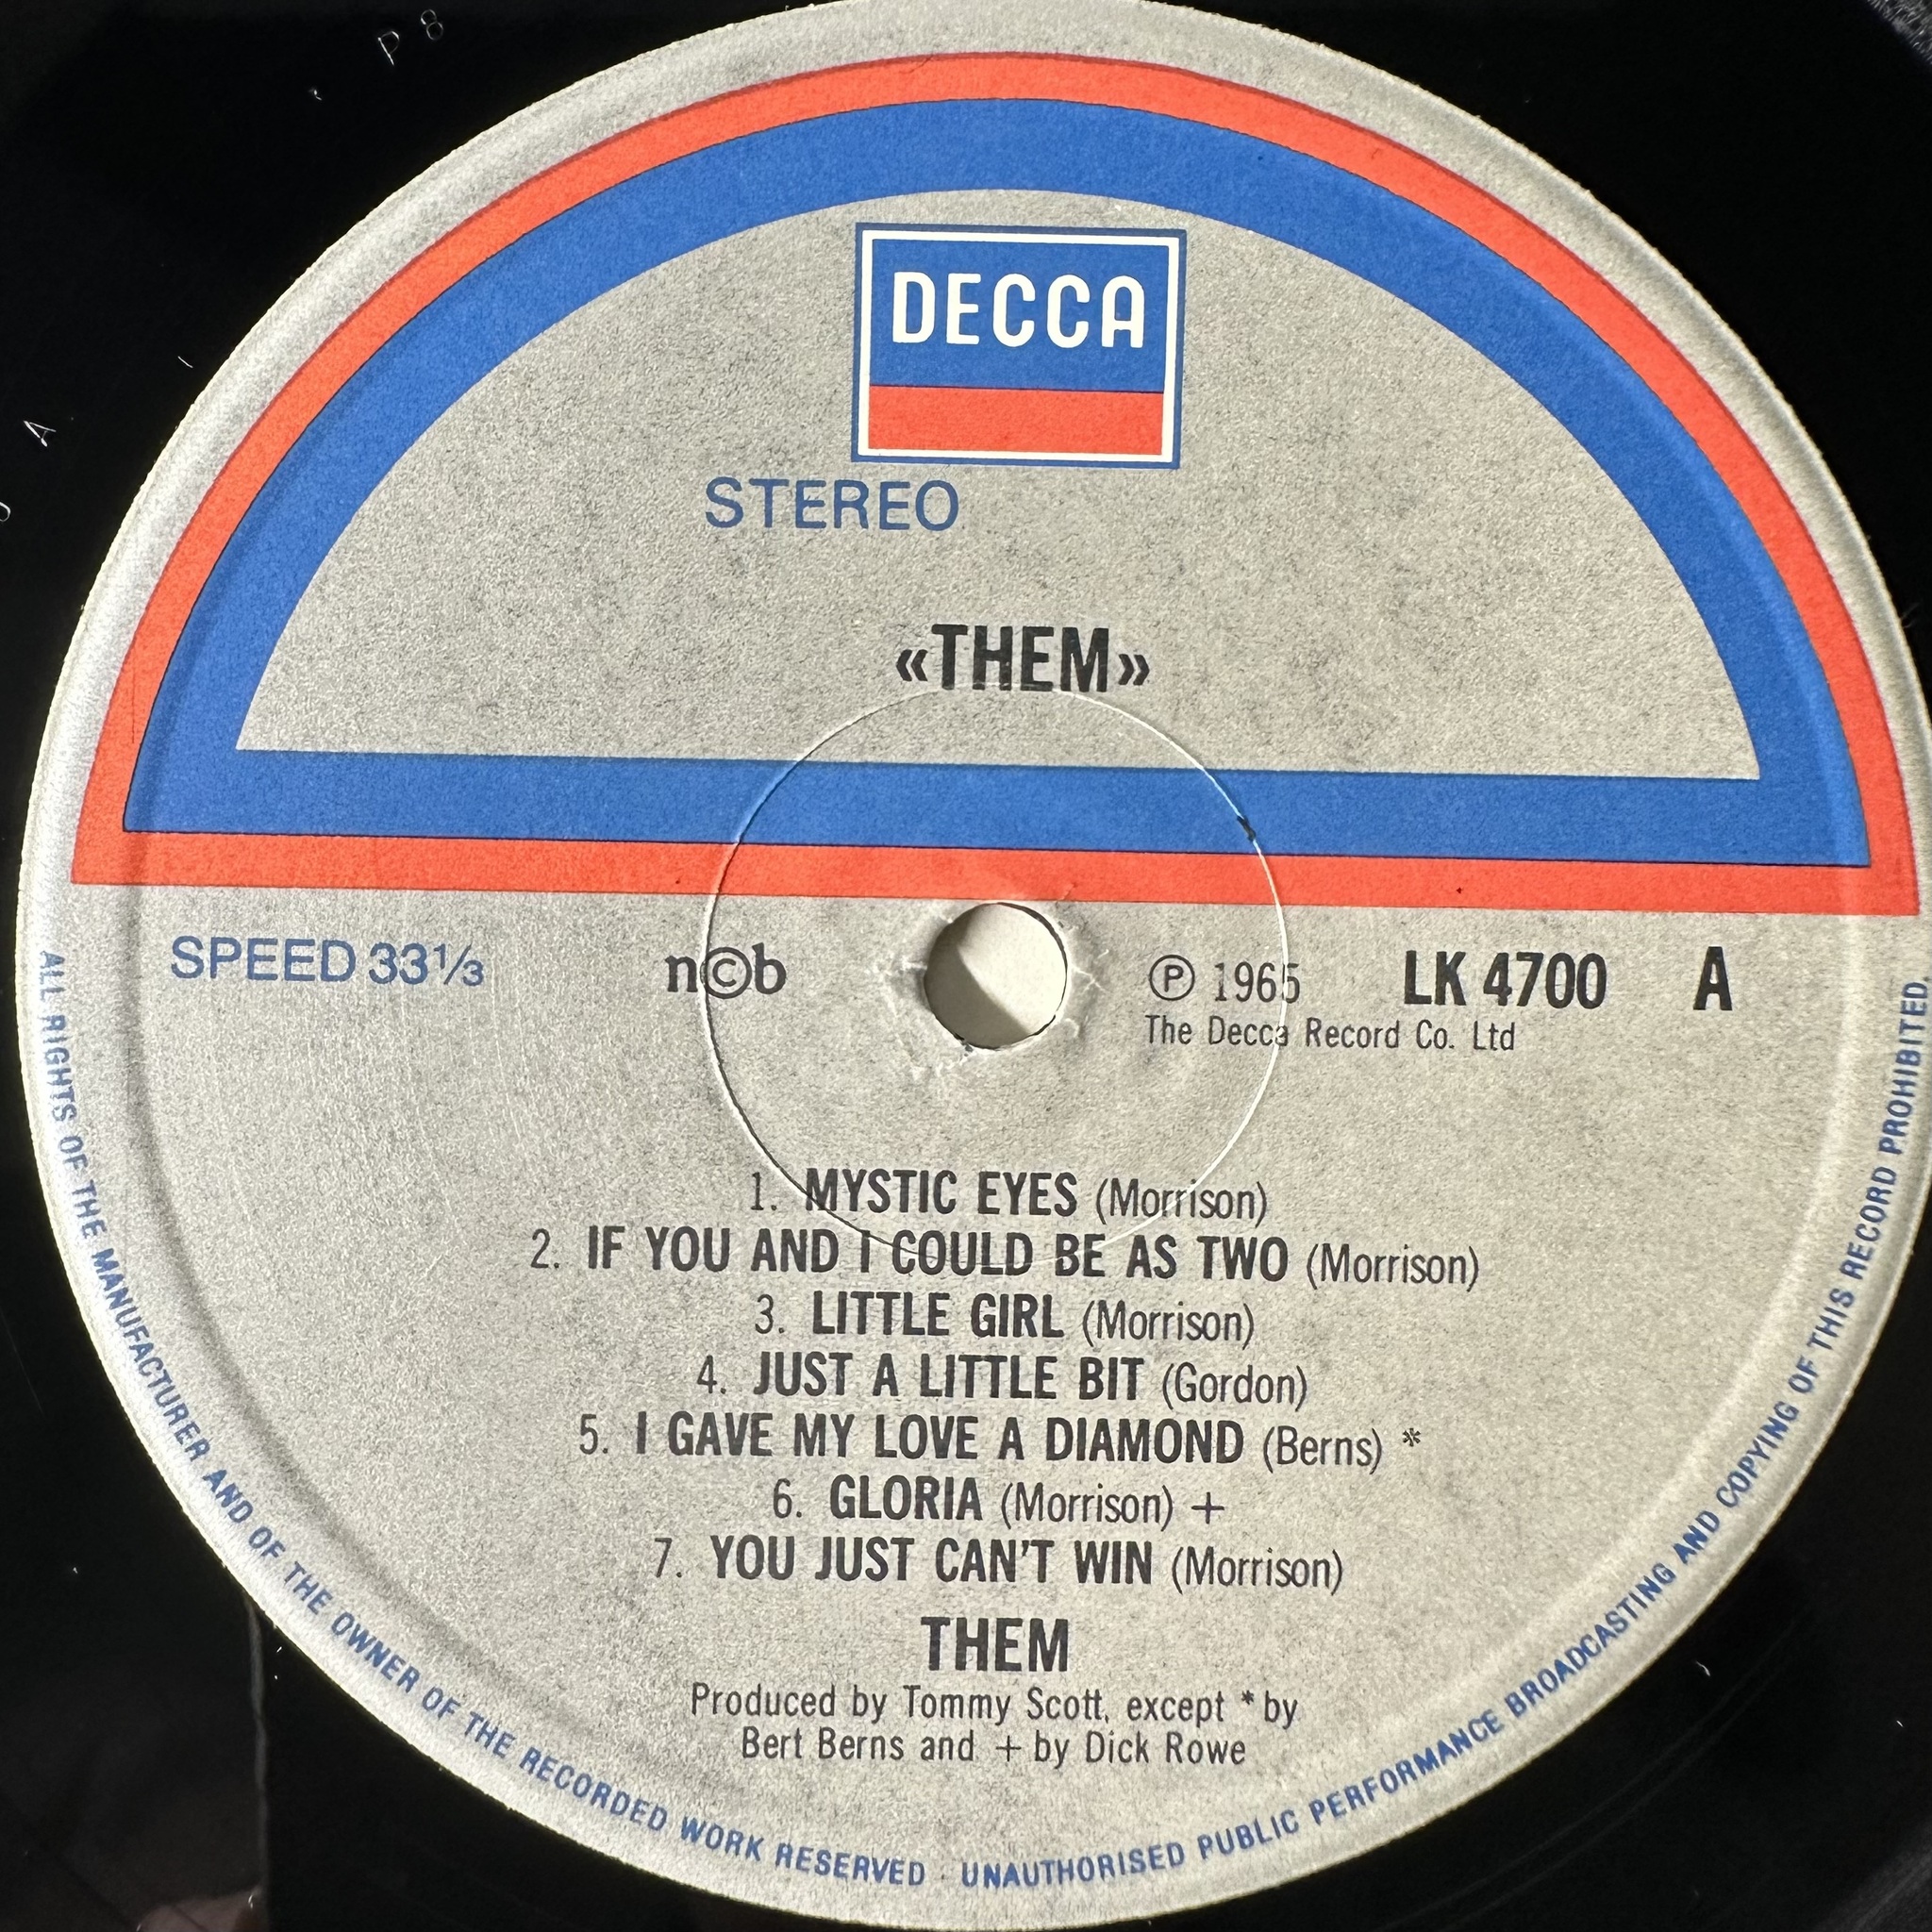 P 8
A
DECCA
STEREO
«THEM»
SPEED 33⅓
n©b
℗ 1965
LK 4700
A
The Decca Record Co. Ltd
1. MYSTIC EYES (Morrison)
2. IF YOU AND I COULD BE AS TWO (Morrison)
3. LITTLE GIRL (Morrison)
4. JUST A LITTLE BIT (Gordon)
5. I GAVE MY LOVE A DIAMOND (Berns) *
6. GLORIA (Morrison) +
7. YOU JUST CAN'T WIN (Morrison)
THEM
Produced by Tommy Scott, except * by
Bert Berns and + by Dick Rowe
ALL RIGHTS OF THE MANUFACTURER AND OF THE OWNER OF THE RECORDED WORK RESERVED · UNAUTHORISED PUBLIC PERFORMANCE BROADCASTING AND COPYING OF THIS RECORD PROHIBITED.